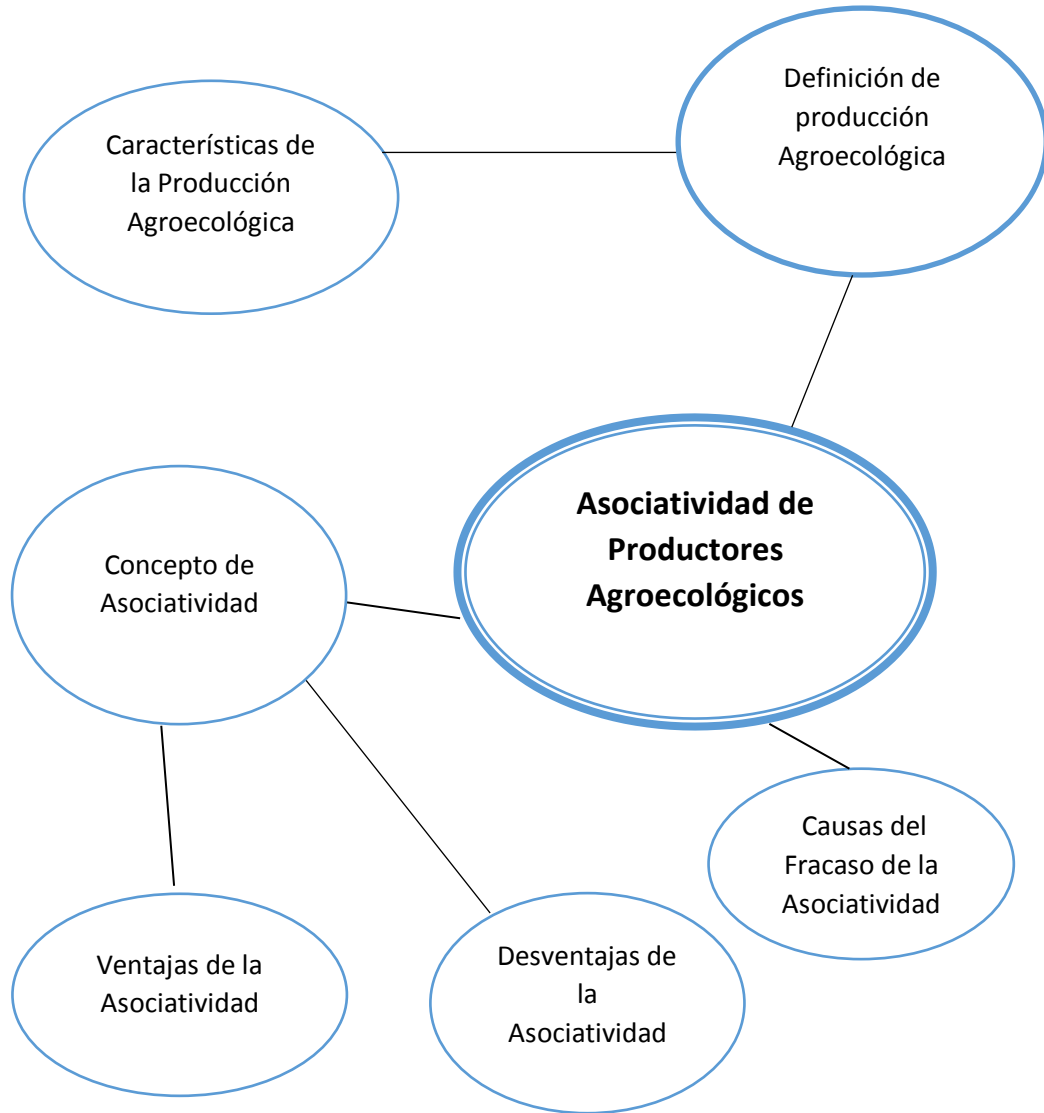 Definición de
producción
Agroecológica
Características de
la Producción
Agroecológica
Asociatividad de
Productores
Agroecológicos
Concepto de
Asociatividad
Causas del
Fracaso de la
Asociatividad
Ventajas de la
Asociatividad
Desventajas de
la
Asociatividad